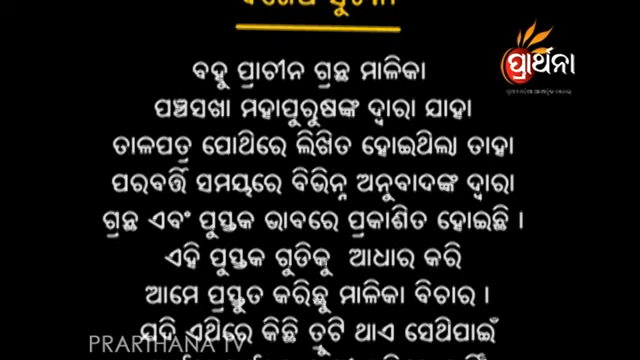 ପ୍ରାର୍ଥନା
ବହୁ ପ୍ରାଚୀନ ଗ୍ରନ୍ଥ ମାଳିକା
ପଞ୍ଚସଖା ମହାପୁରୁଷଙ୍କ ଦ୍ୱାରା ଯାହା
ତାଳପତ୍ର ପୋଥିରେ ଲିଖିତ ହୋଇଥିଲା ତାହା
ପରବର୍ତ୍ତି ସମୟରେ ବିଭିନ୍ନ ଅନୁବାଦଙ୍କ ଦ୍ୱାରା
ଗ୍ରନ୍ଥ ଏବଂ ପୁସ୍ତକ ଭାବରେ ପ୍ରକାଶିତ ହୋଇଛି ।
ଏହି ପୁସ୍ତକ ଗୁଡିକୁ ଆଧାର କରି
ଆମେ ପ୍ରସ୍ତୁତ କରିଛୁ ମାଳିକା ବିଚାର ।
ଯଦି ଏଥିରେ କିଛି ତୃଟି ଥାଏ ସେଥିପାଇଁ
PRARTHANA TV